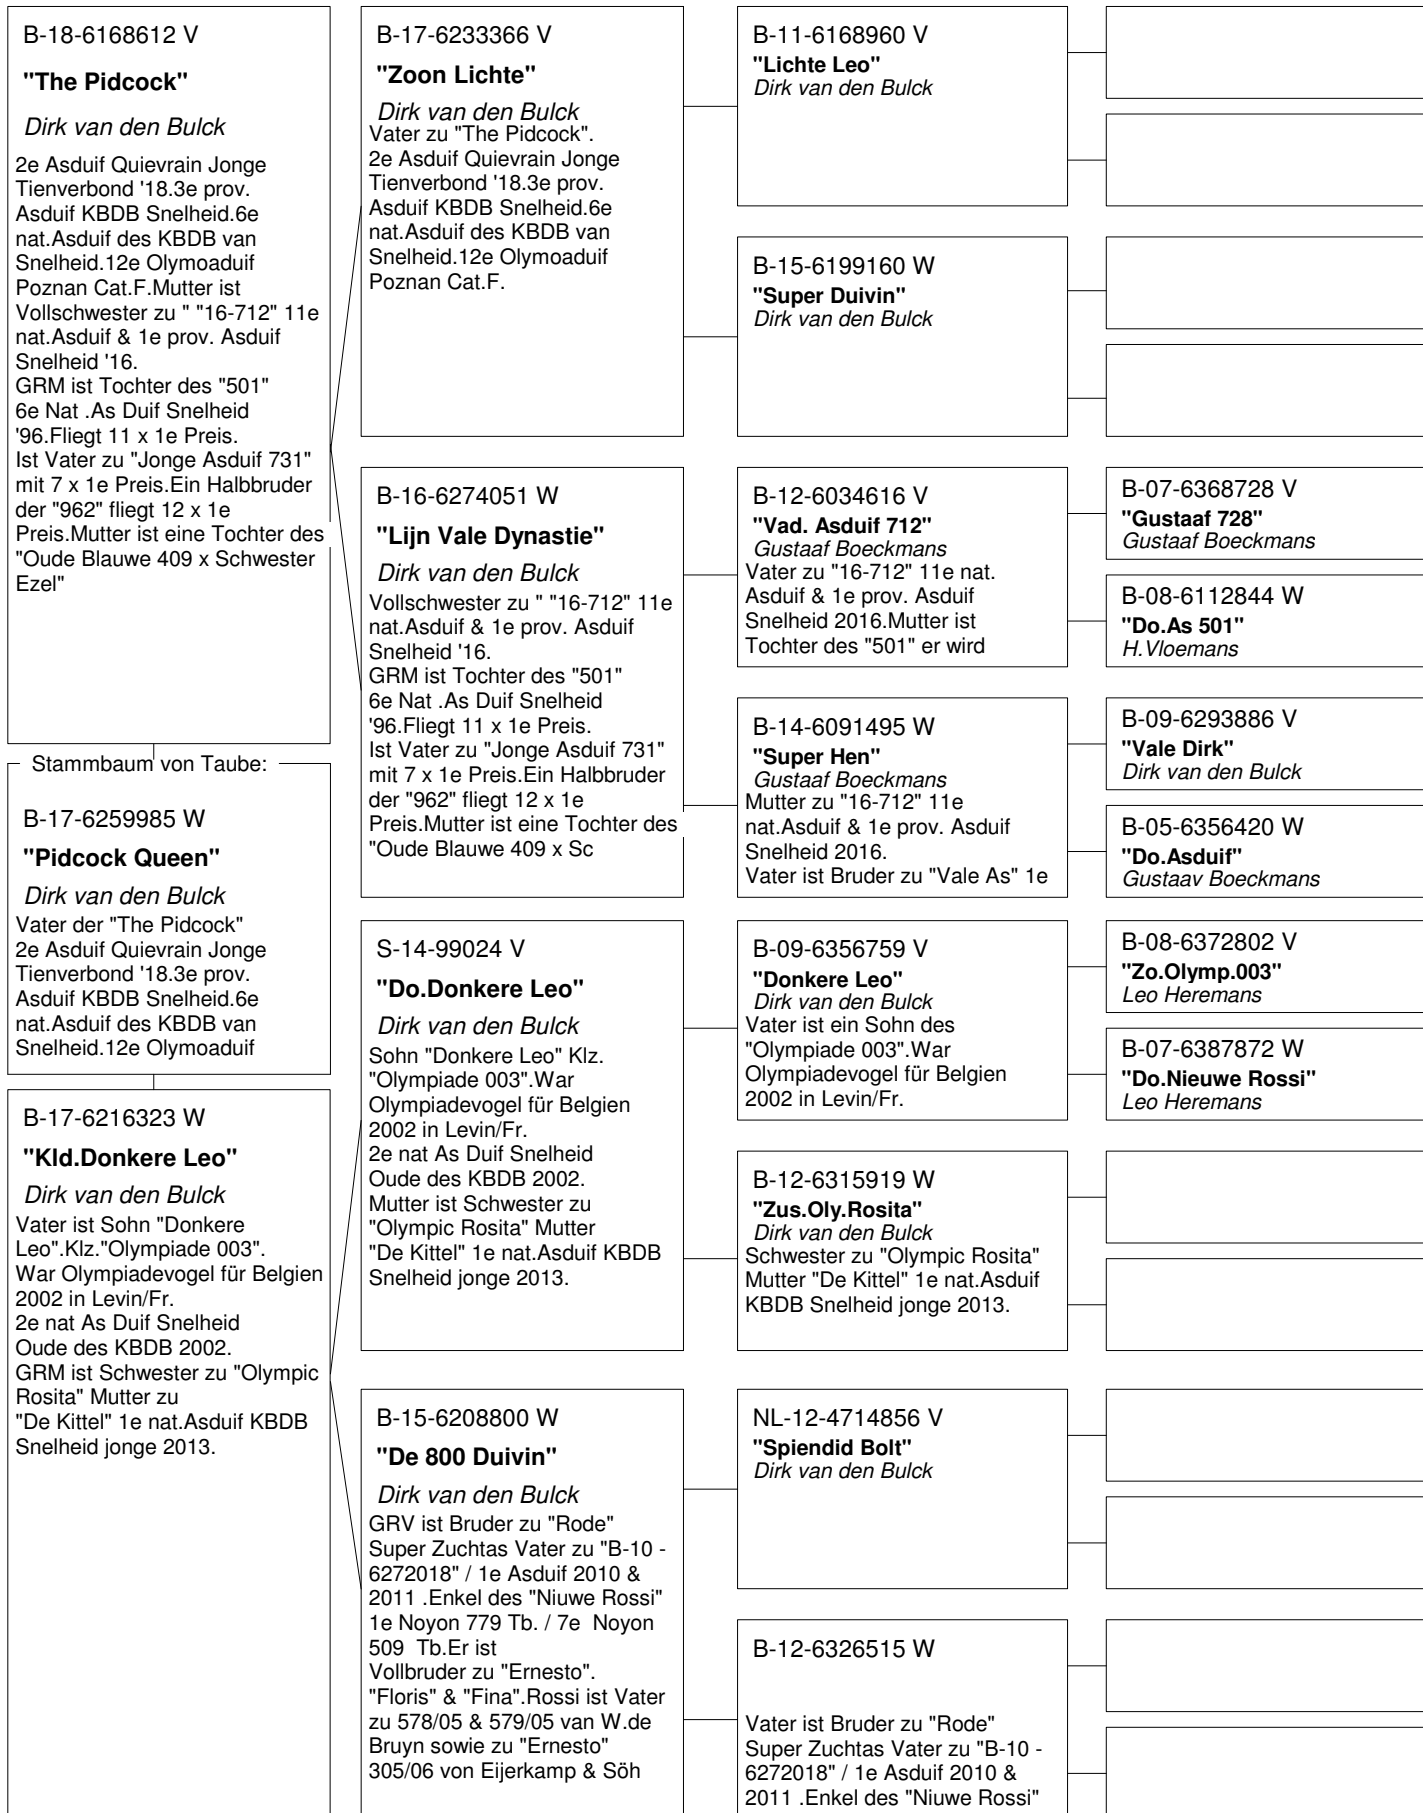 B-18-6168612 V
"The Pidcock"
Dirk van den Bulck
2e Asduif Quievrain Jonge
Tienverbond '18.3e prov.
Asduif KBDB Snelheid.6e
nat.Asduif des KBDB van
Snelheid.12e Olymoaduif
Poznan Cat.F.Mutter ist
Vollschwester zu " "16-712" 11e
nat.Asduif & 1e prov. Asduif
Snelheid '16.
GRM ist Tochter des "501"
6e Nat .As Duif Snelheid
'96.Fliegt 11 x 1e Preis.
Ist Vater zu "Jonge Asduif 731"
mit 7 x 1e Preis.Ein Halbbruder
der "962" fliegt 12 x 1e
Preis.Mutter ist eine Tochter des
"Oude Blauwe 409 x Schwester
Ezel"
Stammbaum von Taube:
B-17-6259985 W
"Pidcock Queen"
Dirk van den Bulck
Vater der "The Pidcock"
2e Asduif Quievrain Jonge
Tienverbond '18.3e prov.
Asduif KBDB Snelheid.6e
nat.Asduif des KBDB van
Snelheid.12e Olymoaduif
B-17-6216323 W
"Kld.Donkere Leo"
Dirk van den Bulck
Vater ist Sohn "Donkere
Leo".Klz."Olympiade 003".
War Olympiadevogel für Belgien
2002 in Levin/Fr.
2e nat As Duif Snelheid
Oude des KBDB 2002.
GRM ist Schwester zu "Olympic
Rosita" Mutter zu
"De Kittel" 1e nat.Asduif KBDB
Snelheid jonge 2013.
B-17-6233366 V
"Zoon Lichte"
Dirk van den Bulck
Vater zu "The Pidcock".
2e Asduif Quievrain Jonge
Tienverbond '18.3e prov.
Asduif KBDB Snelheid.6e
nat.Asduif des KBDB van
Snelheid.12e Olymoaduif
Poznan Cat.F.
B-16-6274051 W
"Lijn Vale Dynastie"
Dirk van den Bulck
Vollschwester zu " "16-712" 11e
nat.Asduif & 1e prov. Asduif
Snelheid '16.
GRM ist Tochter des "501"
6e Nat .As Duif Snelheid
'96.Fliegt 11 x 1e Preis.
Ist Vater zu "Jonge Asduif 731"
mit 7 x 1e Preis.Ein Halbbruder
der "962" fliegt 12 x 1e
Preis.Mutter ist eine Tochter des
"Oude Blauwe 409 x Sc
S-14-99024 V
"Do.Donkere Leo"
Dirk van den Bulck
Sohn "Donkere Leo" Klz.
"Olympiade 003".War
Olympiadevogel für Belgien
2002 in Levin/Fr.
2e nat As Duif Snelheid
Oude des KBDB 2002.
Mutter ist Schwester zu
"Olympic Rosita" Mutter
"De Kittel" 1e nat.Asduif KBDB
Snelheid jonge 2013.
B-15-6208800 W
"De 800 Duivin"
Dirk van den Bulck
GRV ist Bruder zu "Rode"
Super Zuchtas Vater zu "B-10 -
6272018" / 1e Asduif 2010 &
2011 .Enkel des "Niuwe Rossi"
1e Noyon 779 Tb. / 7e  Noyon
509  Tb.Er ist
Vollbruder zu "Ernesto".
"Floris" & "Fina".Rossi ist Vater
zu 578/05 & 579/05 van W.de
Bruyn sowie zu "Ernesto"
305/06 von Eijerkamp & Söh
B-11-6168960 V
"Lichte Leo"
Dirk van den Bulck
B-15-6199160 W
"Super Duivin"
Dirk van den Bulck
B-12-6034616 V
"Vad. Asduif 712"
Gustaaf Boeckmans
Vater zu "16-712" 11e nat.
Asduif & 1e prov. Asduif
Snelheid 2016.Mutter ist
Tochter des "501" er wird
B-14-6091495 W
"Super Hen"
Gustaaf Boeckmans
Mutter zu "16-712" 11e
nat.Asduif & 1e prov. Asduif
Snelheid 2016.
Vater ist Bruder zu "Vale As" 1e
B-09-6356759 V
"Donkere Leo"
Dirk van den Bulck
Vater ist ein Sohn des
"Olympiade 003".War
Olympiadevogel für Belgien
2002 in Levin/Fr.
B-12-6315919 W
"Zus.Oly.Rosita"
Dirk van den Bulck
Schwester zu "Olympic Rosita"
Mutter "De Kittel" 1e nat.Asduif
KBDB Snelheid jonge 2013.
NL-12-4714856 V
"Spiendid Bolt"
Dirk van den Bulck
B-12-6326515 W
Vater ist Bruder zu "Rode"
Super Zuchtas Vater zu "B-10 -
6272018" / 1e Asduif 2010 &
2011 .Enkel des "Niuwe Rossi"
B-07-6368728 V
"Gustaaf 728"
Gustaaf Boeckmans
B-08-6112844 W
"Do.As 501"
H.Vloemans
B-09-6293886 V
"Vale Dirk"
Dirk van den Bulck
B-05-6356420 W
"Do.Asduif"
Gustaav Boeckmans
B-08-6372802 V
"Zo.Olymp.003"
Leo Heremans
B-07-6387872 W
"Do.Nieuwe Rossi"
Leo Heremans